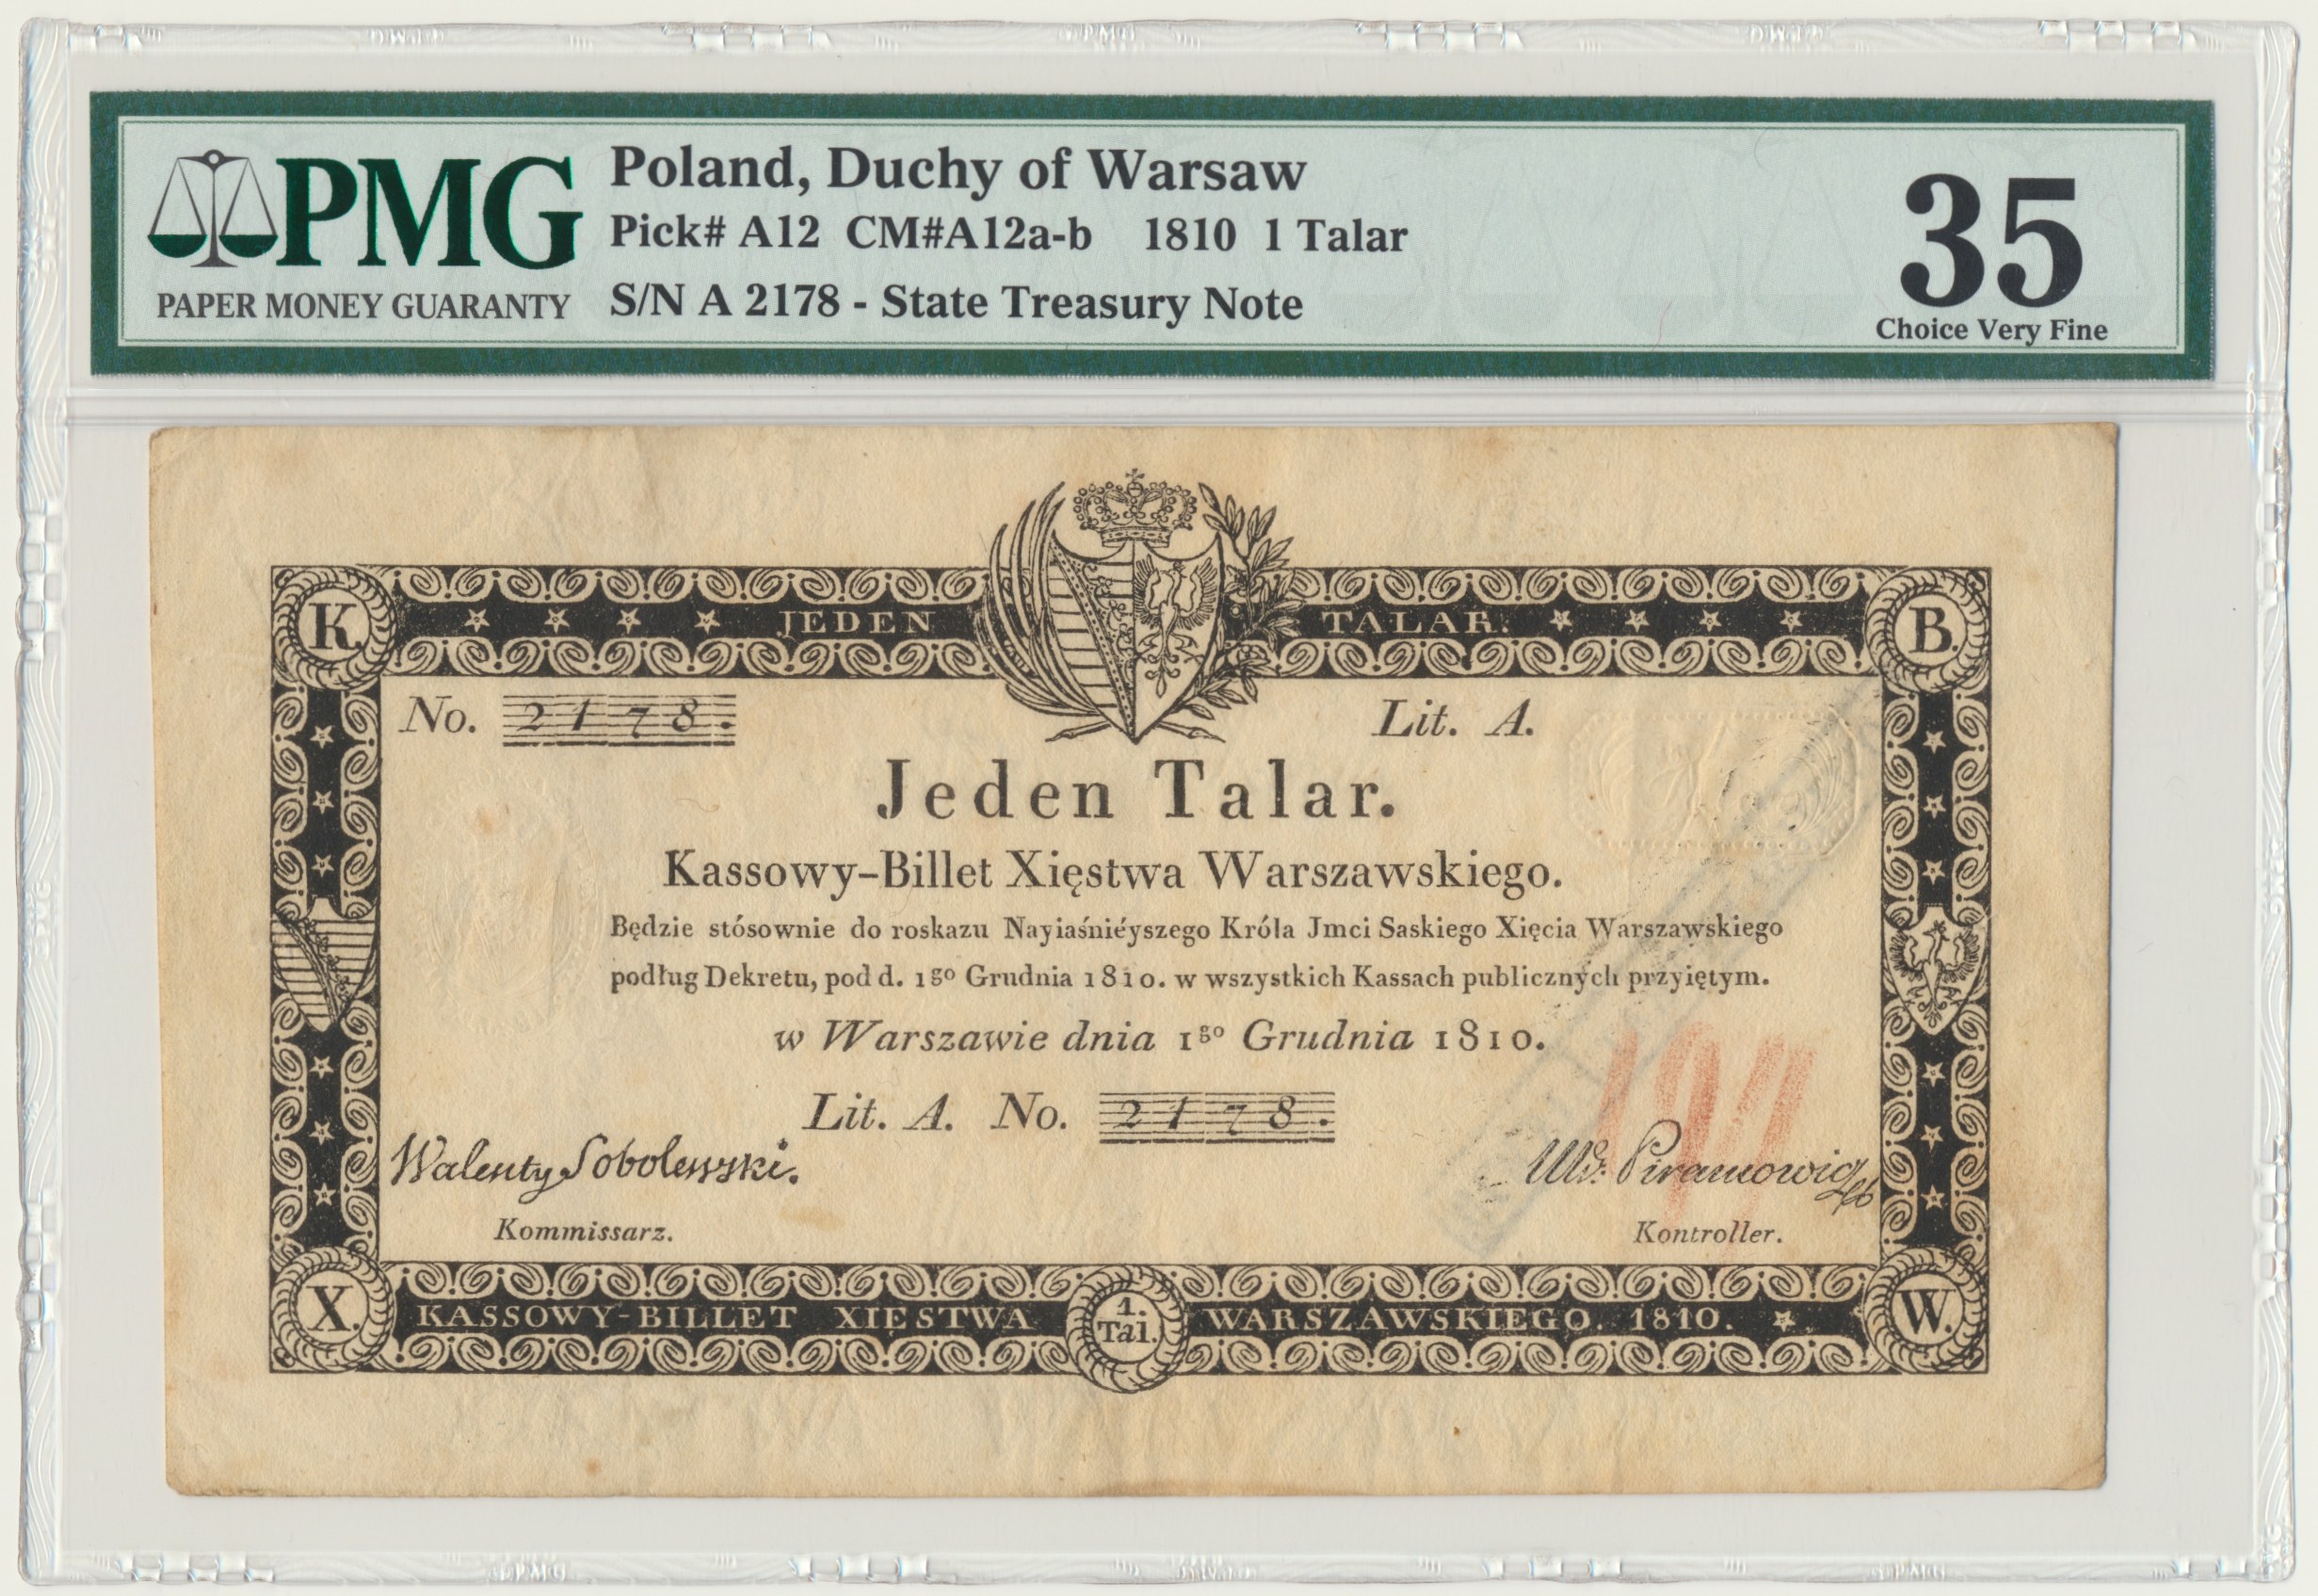 PMG
PAPER MONEY GUARANTY
Poland, Duchy of Warsaw
Pick# A12 CM#A12a-b 1810 1 Talar
S/N A 2178 - State Treasury Note
35
Choice Very Fine
K. JEDEN TALAR. B.
No. 2178. Lit. A.
Jeden Talar.
Kassowy-Billet Xięstwa Warszawskiego.
Będzie stósownie do roskazu Nayiaśniéyszego Króla Jmci Saskiego Xięcia Warszawskiego
podług Dekretu, pod d. 1go Grudnia 1810. w wszystkich Kassach publicznych przyiętym.
w Warszawie dnia 1go Grudnia 1810.
Lit. A. No. 2178.
Walenty Sobolewski.
Kommissarz.
Kontroller.
X. KASSOWY-BILLET XIĘSTWA 1. Tal. WARSZAWSKIEGO. 1810. W.